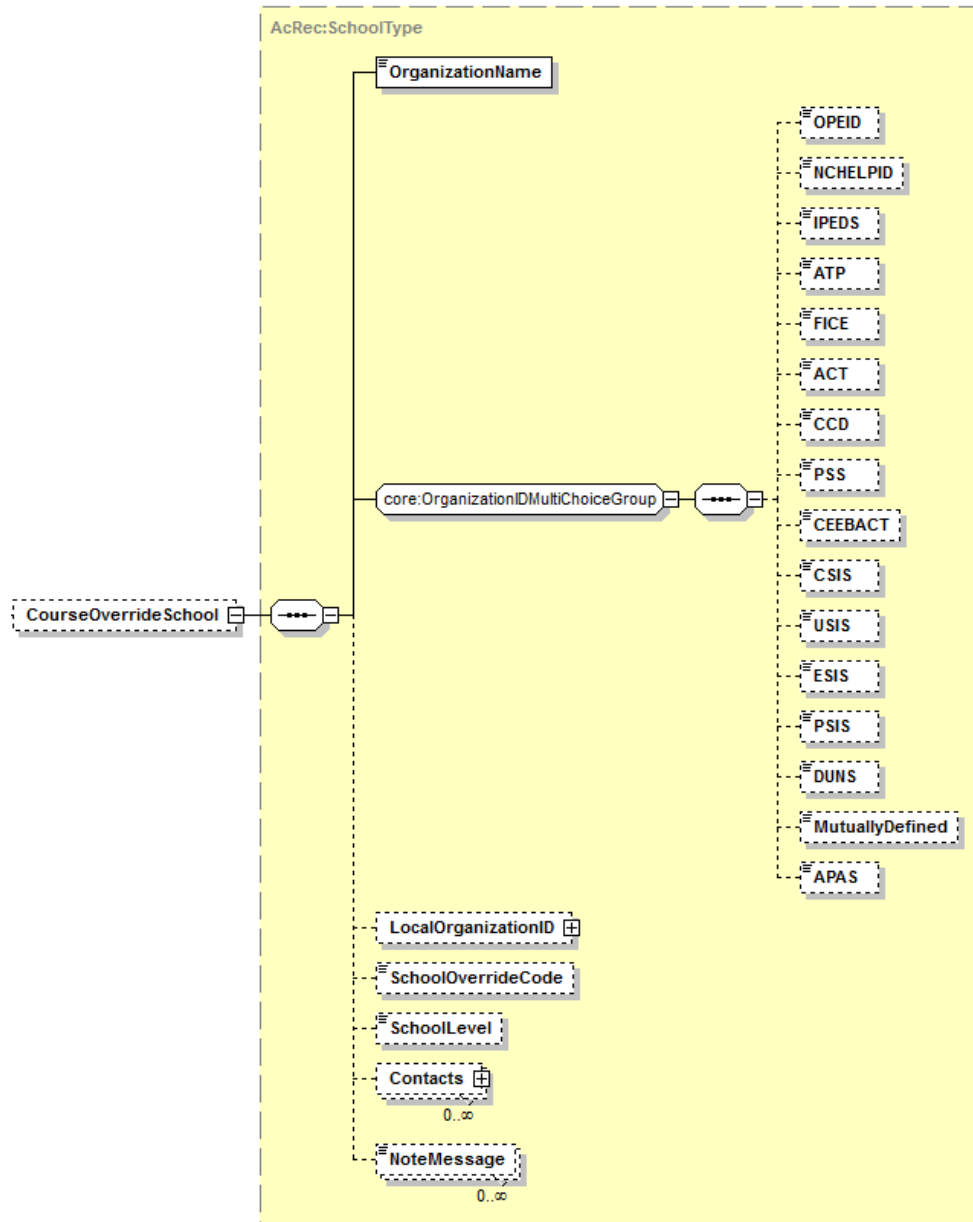 AcRec:SchoolType
OrganizationName
OPEID
NCHELPID
IPEDS
ATP
FICE
ACT
CCD
PSS
core:OrganizationIDMultiChoiceGroup
CEEBACT
CSIS
CourseOverrideSchool
USIS
ESIS
PSIS
DUNS
MutuallyDefined
APAS
LocalOrganizationID
SchoolOverrideCode
SchoolLevel
Contacts
0..∞
NoteMessage
0..∞